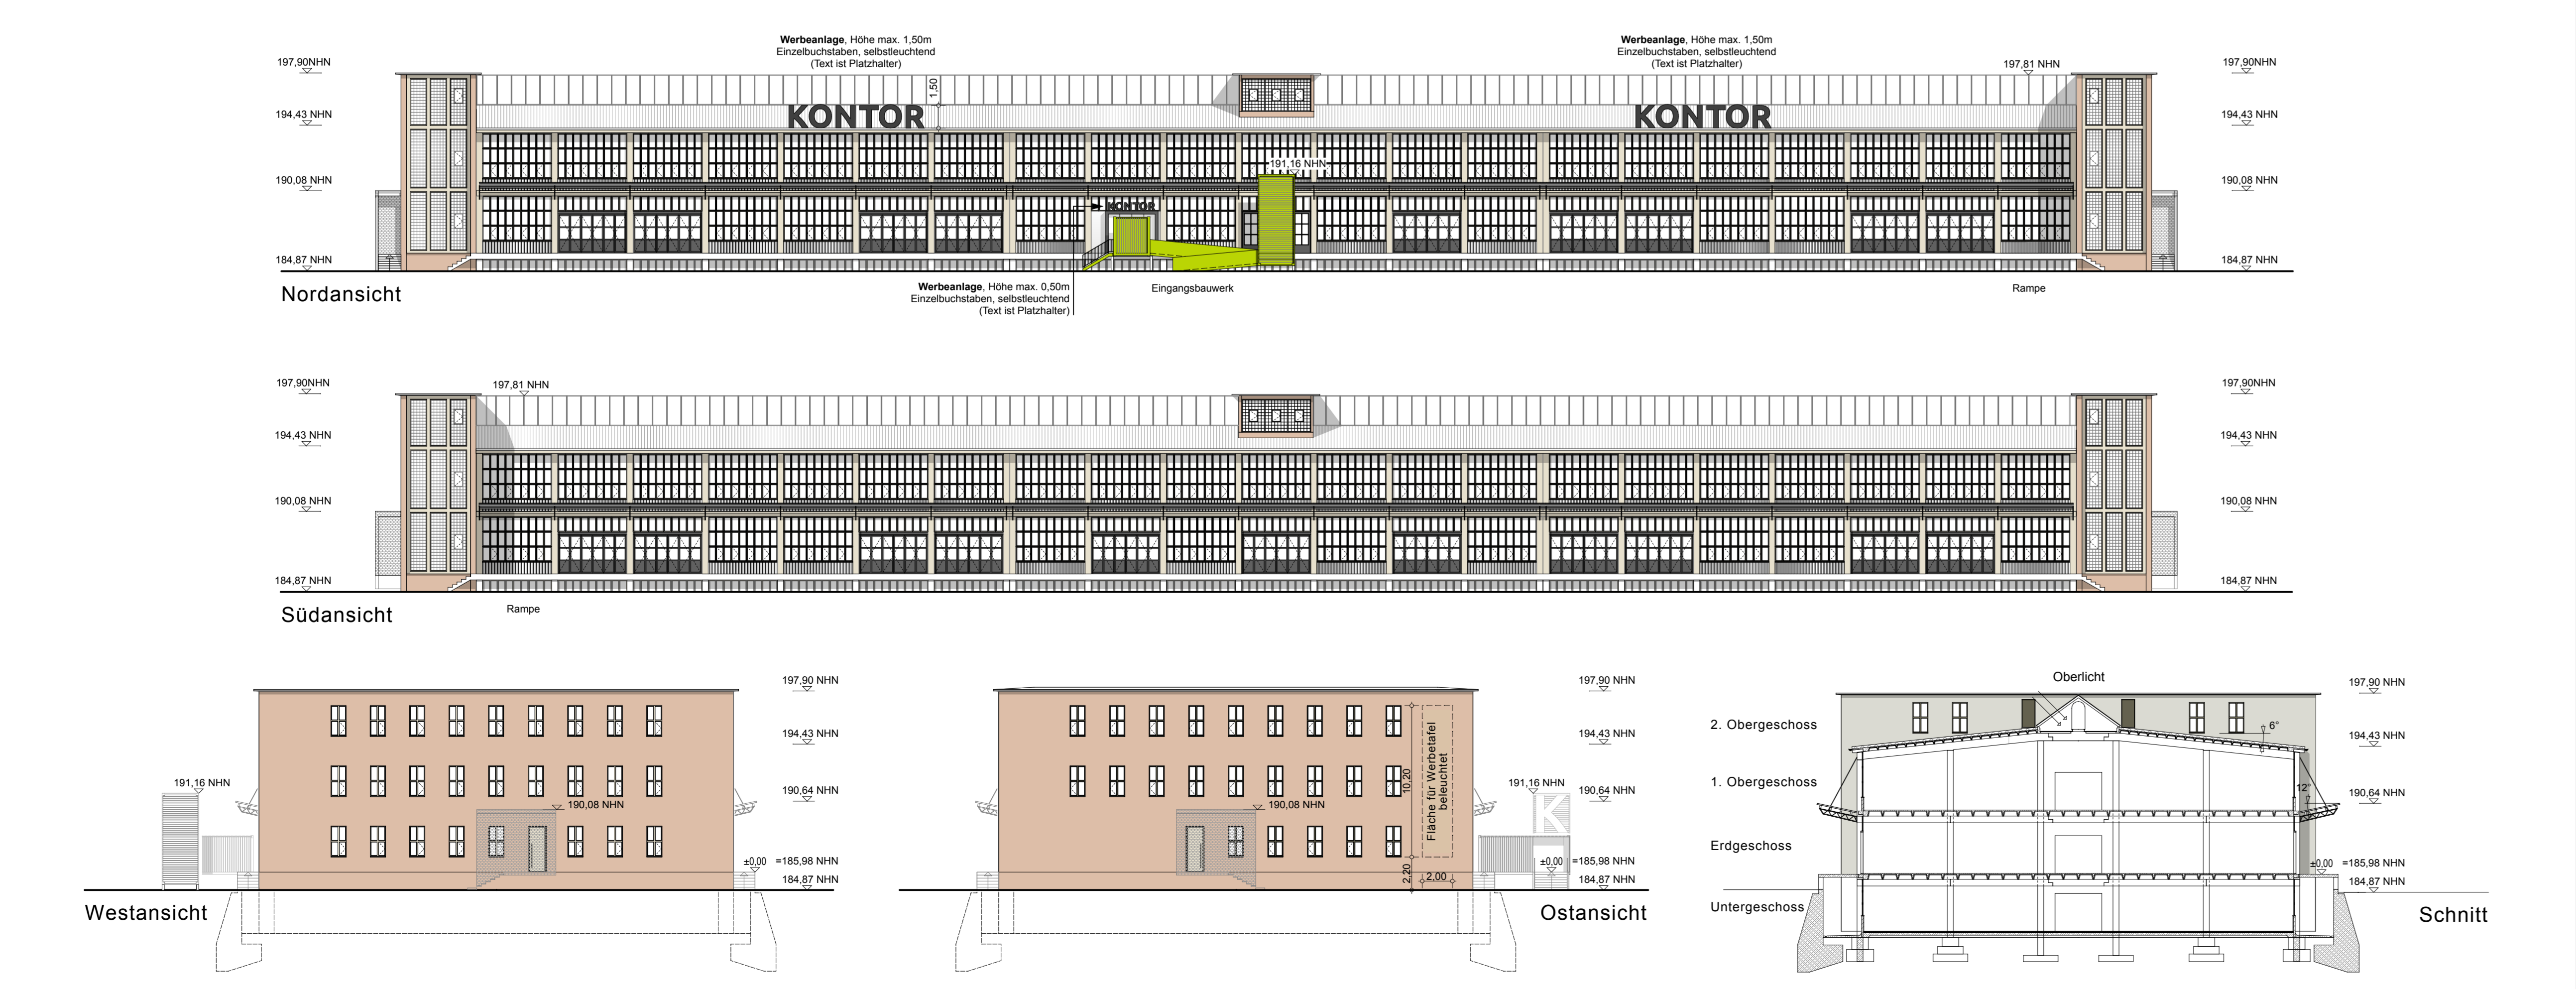 Werbeanlage, Höhe max. 1,50m
Einzelbuchstaben, selbstleuchtend
(Text ist Platzhalter)
Werbeanlage, Höhe max. 1,50m
Einzelbuchstaben, selbstleuchtend
(Text ist Platzhalter)
197,90NHN
197,81 NHN
197,90NHN
1,50
KONTOR
KONTOR
194,43 NHN
194,43 NHN
191,16 NHN
190,08 NHN
190,08 NHN
KONTOR
184,87 NHN
184,87 NHN
Nordansicht
Werbeanlage, Höhe max. 0,50m
Einzelbuchstaben, selbstleuchtend
(Text ist Platzhalter)
Eingangsbauwerk
Rampe
197,90NHN
197,81 NHN
197,90NHN
194,43 NHN
194,43 NHN
190,08 NHN
190,08 NHN
184,87 NHN
184,87 NHN
Südansicht
Rampe
197,90 NHN
194,43 NHN
191,16 NHN
190,64 NHN
190,08 NHN
±0,00 =185,98 NHN
184,87 NHN
Westansicht
197,90 NHN
194,43 NHN
Fläche für Werbetafel
beleuchtet
10,20
191,16 NHN
190,64 NHN
K
190,08 NHN
±0,00 =185,98 NHN
2,20
2,00
184,87 NHN
Ostansicht
Oberlicht
197,90 NHN
2. Obergeschoss
6°
194,43 NHN
1. Obergeschoss
12°
190,64 NHN
Erdgeschoss
±0,00 =185,98 NHN
184,87 NHN
Untergeschoss
Schnitt